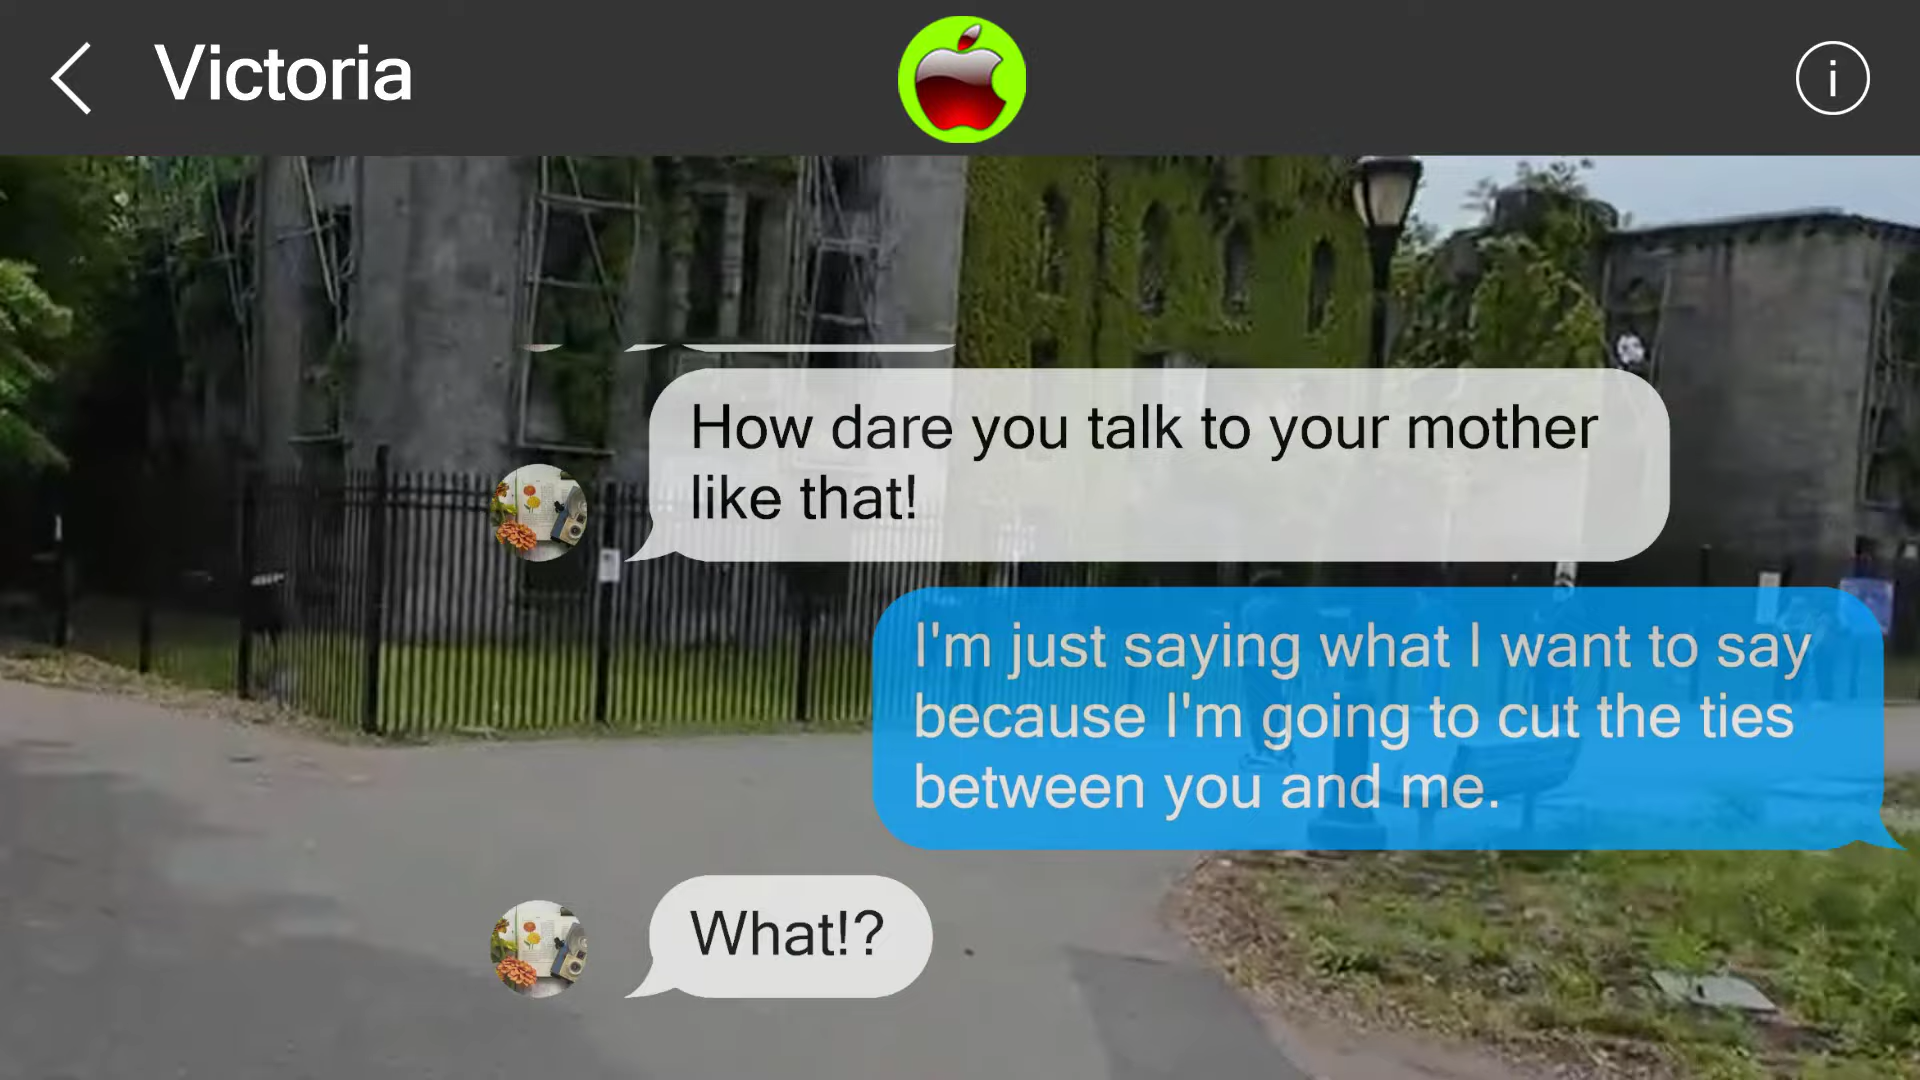 Victoria
How dare you talk to your mother
like that!
I'm just saying what I want to say
because I'm going to cut the ties
between you and me.
What!?